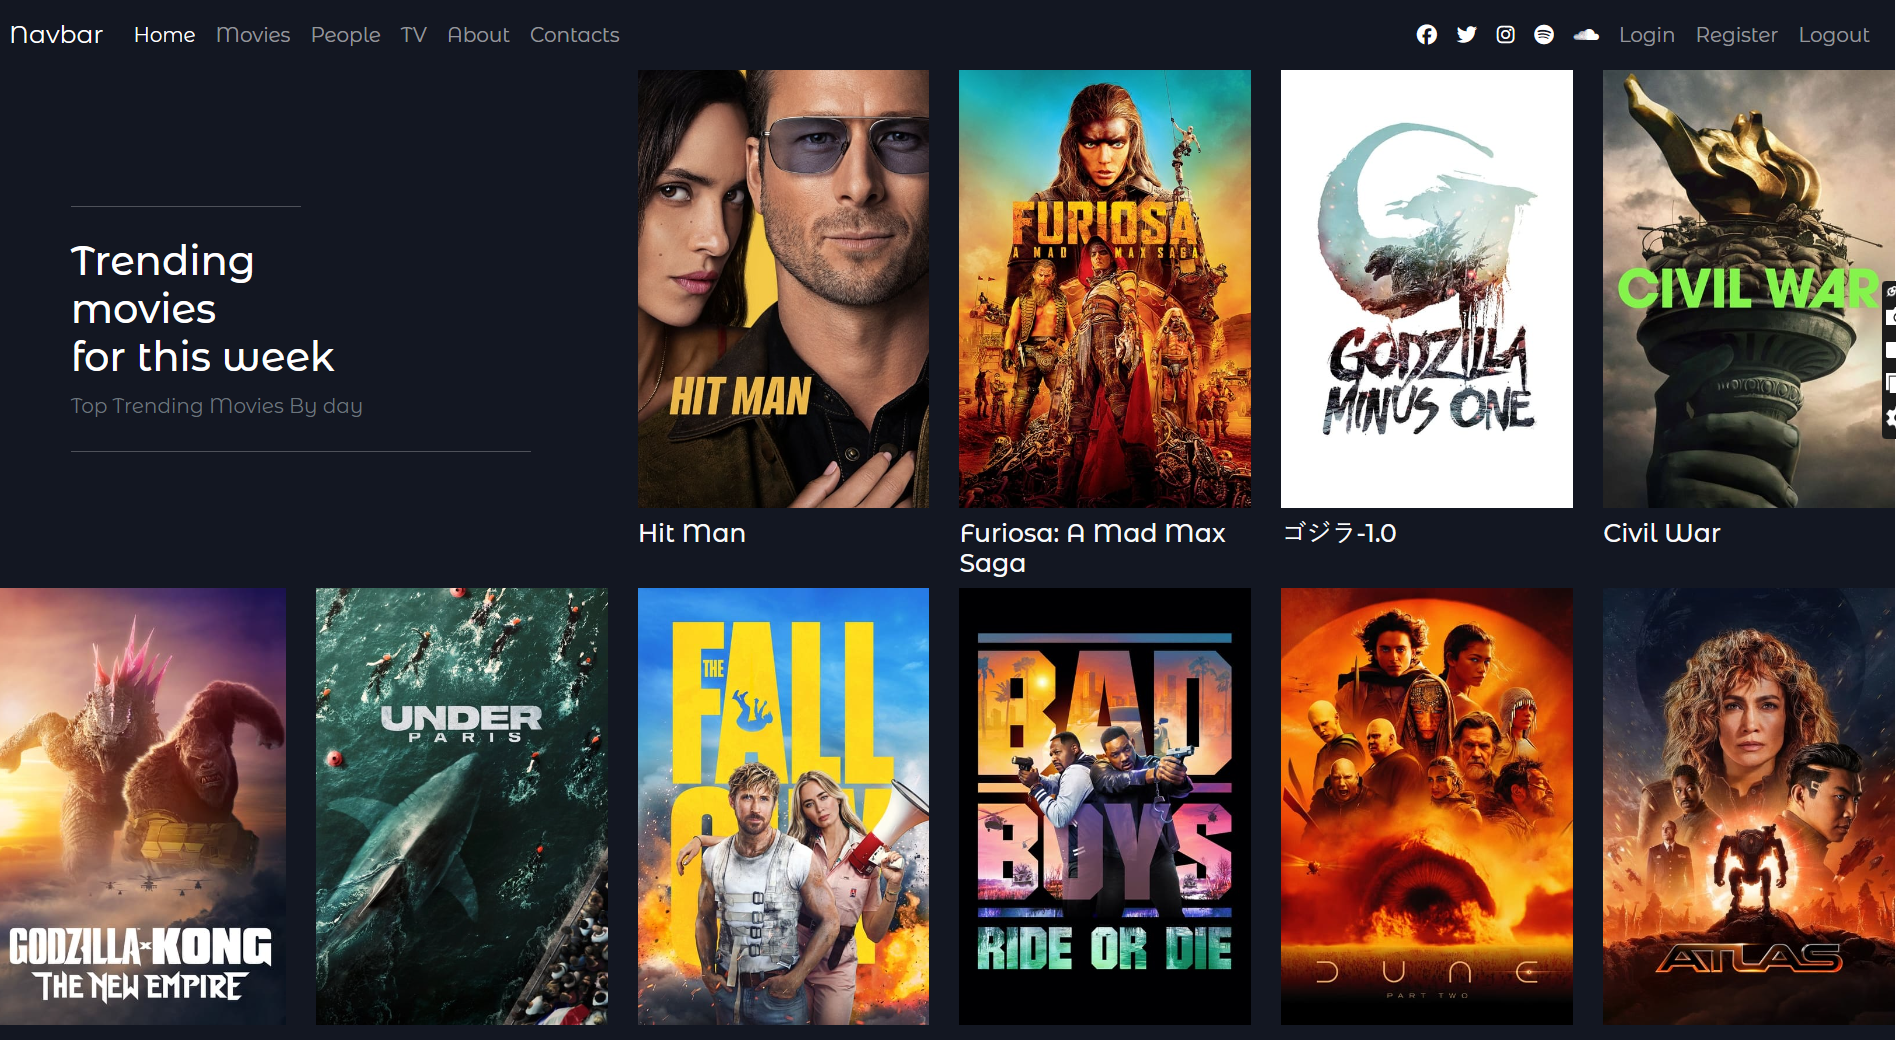 Navbar Home Movies People TV About Contacts Login Register Logout
Trending
movies
for this week
Top Trending Movies By day
HIT MAN
Hit Man
FURIOSA
A MAD MAX SAGA
Furiosa: A Mad Max
Saga
GODZILLA
MINUS ONE
ゴジラ-1.0
CIVIL WAR
Civil War
GODZILLA x KONG
THE NEW EMPIRE
UNDER
PARIS
THE
FALL
GUY
BAD
BOYS
RIDE OR DIE
DUNE
PART TWO
ATLAS